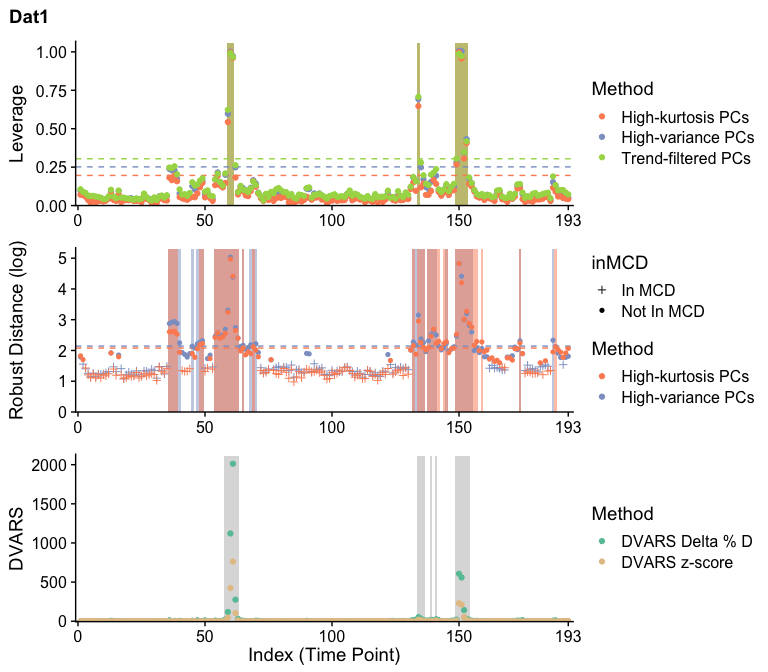 Dat1
Leverage
1.00
0.75
0.50
0.25
0.00
0
50
100
150
193
Method
High-kurtosis PCs
High-variance PCs
Trend-filtered PCs
Robust Distance (log)
5
4
3
2
1
0
0
50
100
150
193
inMCD
In MCD
Not In MCD
Method
High-kurtosis PCs
High-variance PCs
DVARS
2000
1500
1000
500
0
0
50
100
150
193
Index (Time Point)
Method
DVARS Delta % D
DVARS z-score